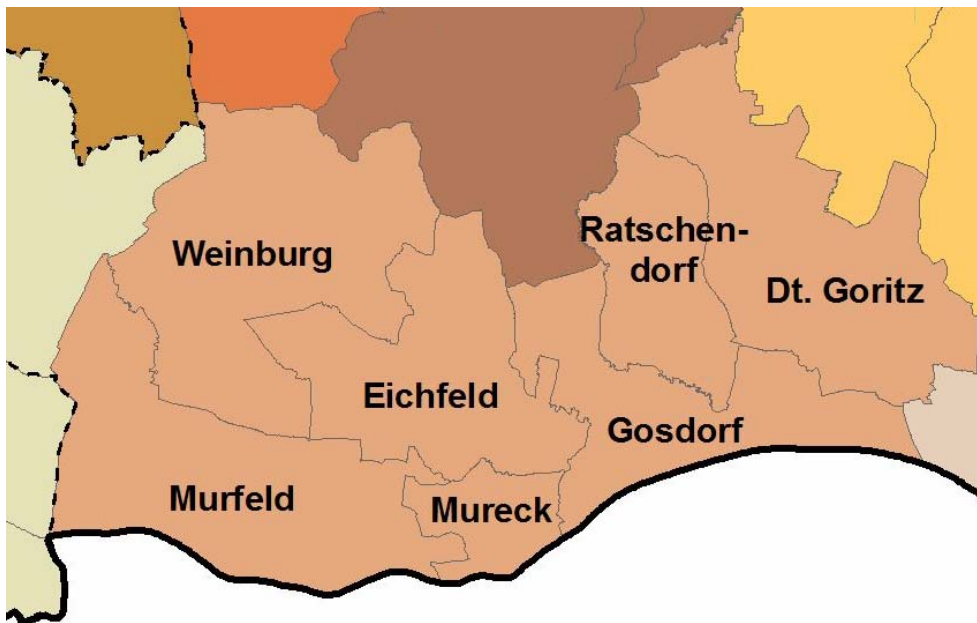 Weinburg
Ratschen-
dorf
Dt. Goritz
Eichfeld
Gosdorf
Murfeld
Mureck